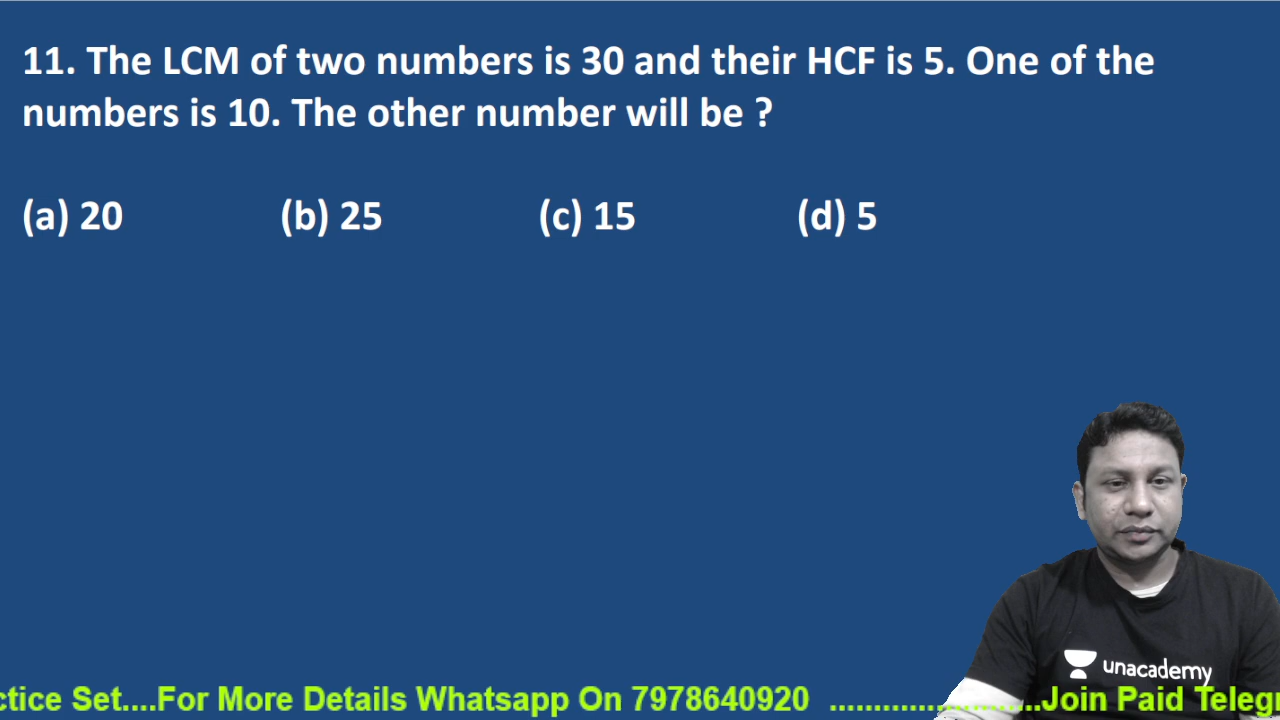 11. The LCM of two numbers is 30 and their HCF is 5. One of the
numbers is 10. The other number will be ?
(a) 20 (b) 25 (c) 15 (d) 5
unacademy
ctice Set....For More Details Whatsapp On 7978640920 ........................Join Paid Telegr